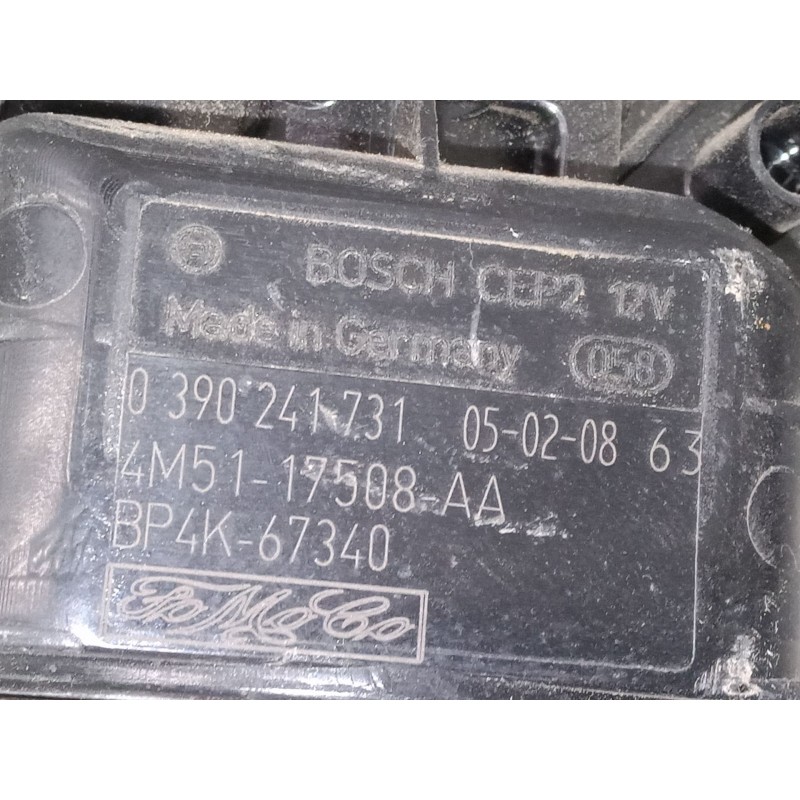 BOSCH CEP2 12V
Made in Germany 058
0 390 241 731 05-02-08 63
4M51-17508-AA
BP4K-67340
FoMoCo